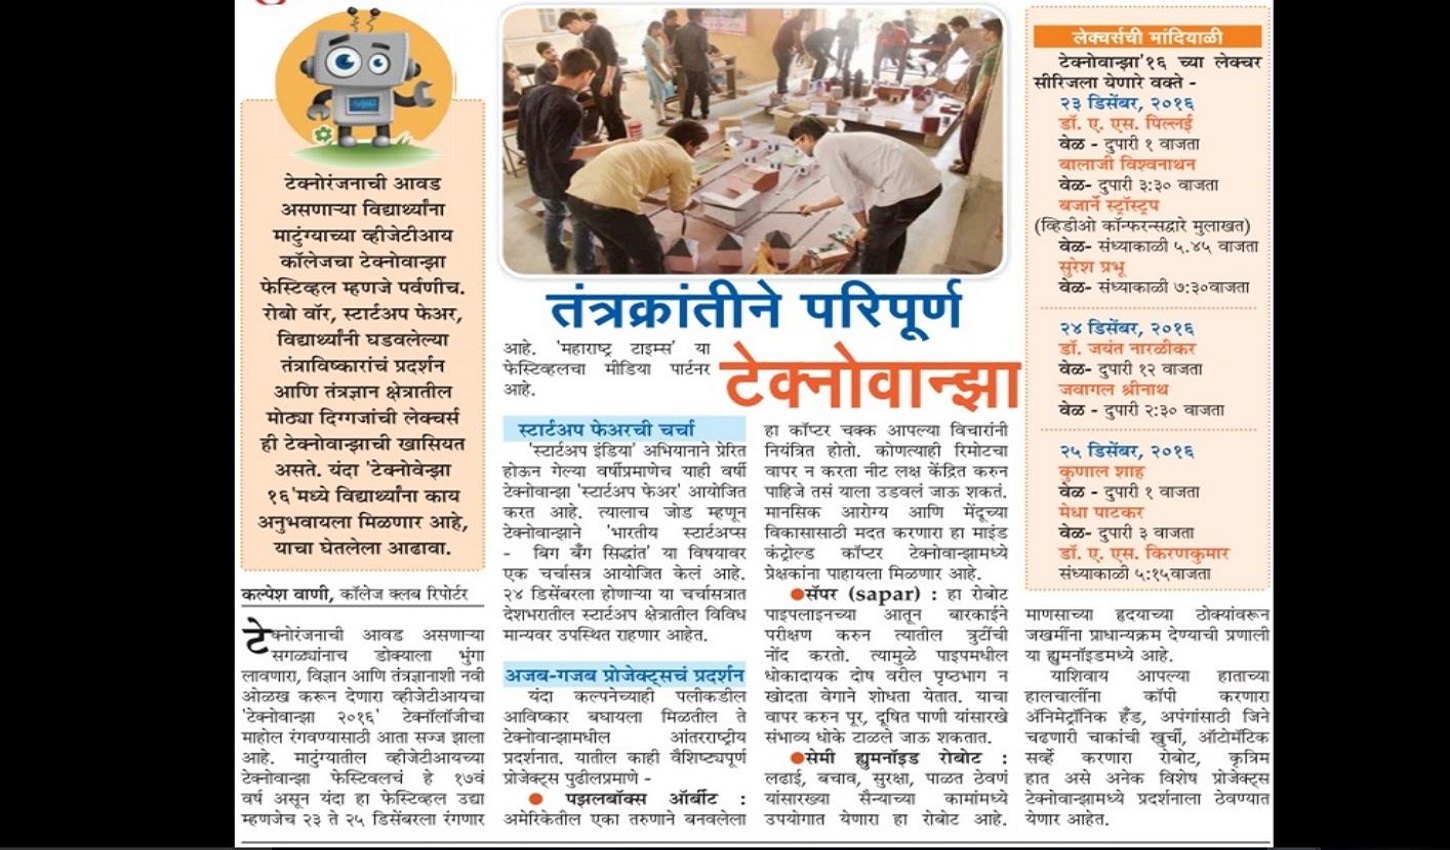 टेक्नोरंजनाची आवड
असणाऱ्या विद्यार्थ्यांना
माटुंग्याच्या व्हीजेटीआय
कॉलेजचा टेक्नोवान्झा
फेस्टिव्हल म्हणजे पर्वणीच.
रोबो वॉर, स्टार्टअप फेअर,
विद्यार्थ्यांनी घडवलेल्या
तंत्राविष्कारांचं प्रदर्शन
आणि तंत्रज्ञान क्षेत्रातील
मोठ्या दिग्गजांची लेक्चर्स
ही टेक्नोवान्झाची खासियत
असते. यंदा 'टेक्नोवेन्झा
१६'मध्ये विद्यार्थ्यांना काय
अनुभवायला मिळणार आहे,
याचा घेतलेला आढावा.
कल्पेश वाणी, कॉलेज क्लब रिपोर्टर
तंत्रक्रांतीने परिपूर्ण
टेक्नोवान्झा
टेक्नोरंजनाची आवड असणाऱ्या
सगळ्यांनाच डोक्याला भुंगा
लावणारा, विज्ञान आणि तंत्रज्ञानाशी नवी
ओळख करून देणारा व्हीजेटीआयचा
'टेक्नोवान्झा २०१६' टेक्नॉलॉजीचा
माहोल रंगवण्यासाठी आता सज्ज झाला
आहे. माटुंग्यातील व्हीजेटीआयच्या
टेक्नोवान्झा फेस्टिवलचं हे १७वं
वर्ष असून यंदा हा फेस्टिव्हल उद्या
म्हणजेच २३ ते २५ डिसेंबरला रंगणार
आहे. 'महाराष्ट्र टाइम्स' या
फेस्टिव्हलचा मीडिया पार्टनर
आहे.
स्टार्टअप फेअरची चर्चा
'स्टार्टअप इंडिया' अभियानाने प्रेरित
होऊन गेल्या वर्षीप्रमाणेच याही वर्षी
टेक्नोवान्झा 'स्टार्टअप फेअर' आयोजित
करत आहे. त्यालाच जोड म्हणून
टेक्नोवान्झाने 'भारतीय स्टार्टअप्स
- बिग बँग सिद्धांत' या विषयावर
एक चर्चासत्र आयोजित केलं आहे.
२४ डिसेंबरला होणाऱ्या या चर्चासत्रात
देशभरातील स्टार्टअप क्षेत्रातील विविध
मान्यवर उपस्थित राहणार आहेत.
अजब-गजब प्रोजेक्ट्सचं प्रदर्शन
यंदा कल्पनेच्याही पलीकडील
आविष्कार बघायला मिळतील ते
टेक्नोवान्झामधील आंतरराष्ट्रीय
प्रदर्शनात. यातील काही वैशिष्ट्यपूर्ण
प्रोजेक्ट्स पुढीलप्रमाणे -
● पझलबॉक्स ऑर्बीट :
अमेरिकेतील एका तरुणाने बनवलेला
हा कॉप्टर चक्क आपल्या विचारांनी
नियंत्रित होतो. कोणत्याही रिमोटचा
वापर न करता नीट लक्ष केंद्रित करुन
पाहिजे तसं याला उडवलं जाऊ शकतं.
मानसिक आरोग्य आणि मेंदूच्या
विकासासाठी मदत करणारा हा माइंड
कंट्रोल्ड कॉप्टर टेक्नोवान्झामध्ये
प्रेक्षकांना पाहायला मिळणार आहे.
●सॅपर (sapar) : हा रोबोट
पाइपलाइनच्या आतून बारकाईने
परीक्षण करुन त्यातील त्रुटींची
नोंद करतो. त्यामुळे पाइपमधील
धोकादायक दोष वरील पृष्ठभाग न
खोदता वेगाने शोधता येतात. याचा
वापर करुन पूर, दूषित पाणी यांसारखे
संभाव्य धोके टाळले जाऊ शकतात.
●सेमी ह्युमनॉइड रोबोट :
लढाई, बचाव, सुरक्षा, पाळत ठेवणं
यांसारख्या सैन्याच्या कामांमध्ये
उपयोगात येणारा हा रोबोट आहे.
माणसाच्या हृदयाच्या ठोक्यांवरून
जखमींना प्राधान्यक्रम देण्याची प्रणाली
या ह्युमनॉइडमध्ये आहे.
याशिवाय आपल्या हाताच्या
हालचालींना कॉपी करणारा
ॲनिमेट्रॉनिक हँड, अपंगांसाठी जिने
चढणारी चाकांची खुर्ची, ऑटोमॅटिक
सर्व्हे करणारा रोबोट, कृत्रिम
हात असे अनेक विशेष प्रोजेक्ट्स
टेक्नोवान्झामध्ये प्रदर्शनाला ठेवण्यात
येणार आहेत.
लेक्चर्सची मांदियाळी
टेक्नोवान्झा'१६ च्या लेक्चर
सीरिजला येणारे वक्ते -
२३ डिसेंबर, २०१६
डॉ. ए. एस. पिल्लई
वेळ - दुपारी १ वाजता
बालाजी विश्वनाथन
वेळ- दुपारी ३:३० वाजता
बजार्ने स्ट्रॉस्ट्रुप
(व्हिडीओ कॉन्फरन्सद्वारे मुलाखत)
वेळ- संध्याकाळी ५.४५ वाजता
सुरेश प्रभू
वेळ- संध्याकाळी ७:३०वाजता
२४ डिसेंबर, २०१६
डॉ. जयंत नारळीकर
वेळ- दुपारी १२ वाजता
जवागल श्रीनाथ
वेळ - दुपारी २:३० वाजता
२५ डिसेंबर, २०१६
कुणाल शाह
वेळ - दुपारी १ वाजता
मेधा पाटकर
वेळ- दुपारी ३ वाजता
डॉ. ए. एस. किरणकुमार
संध्याकाळी ५:१५वाजता